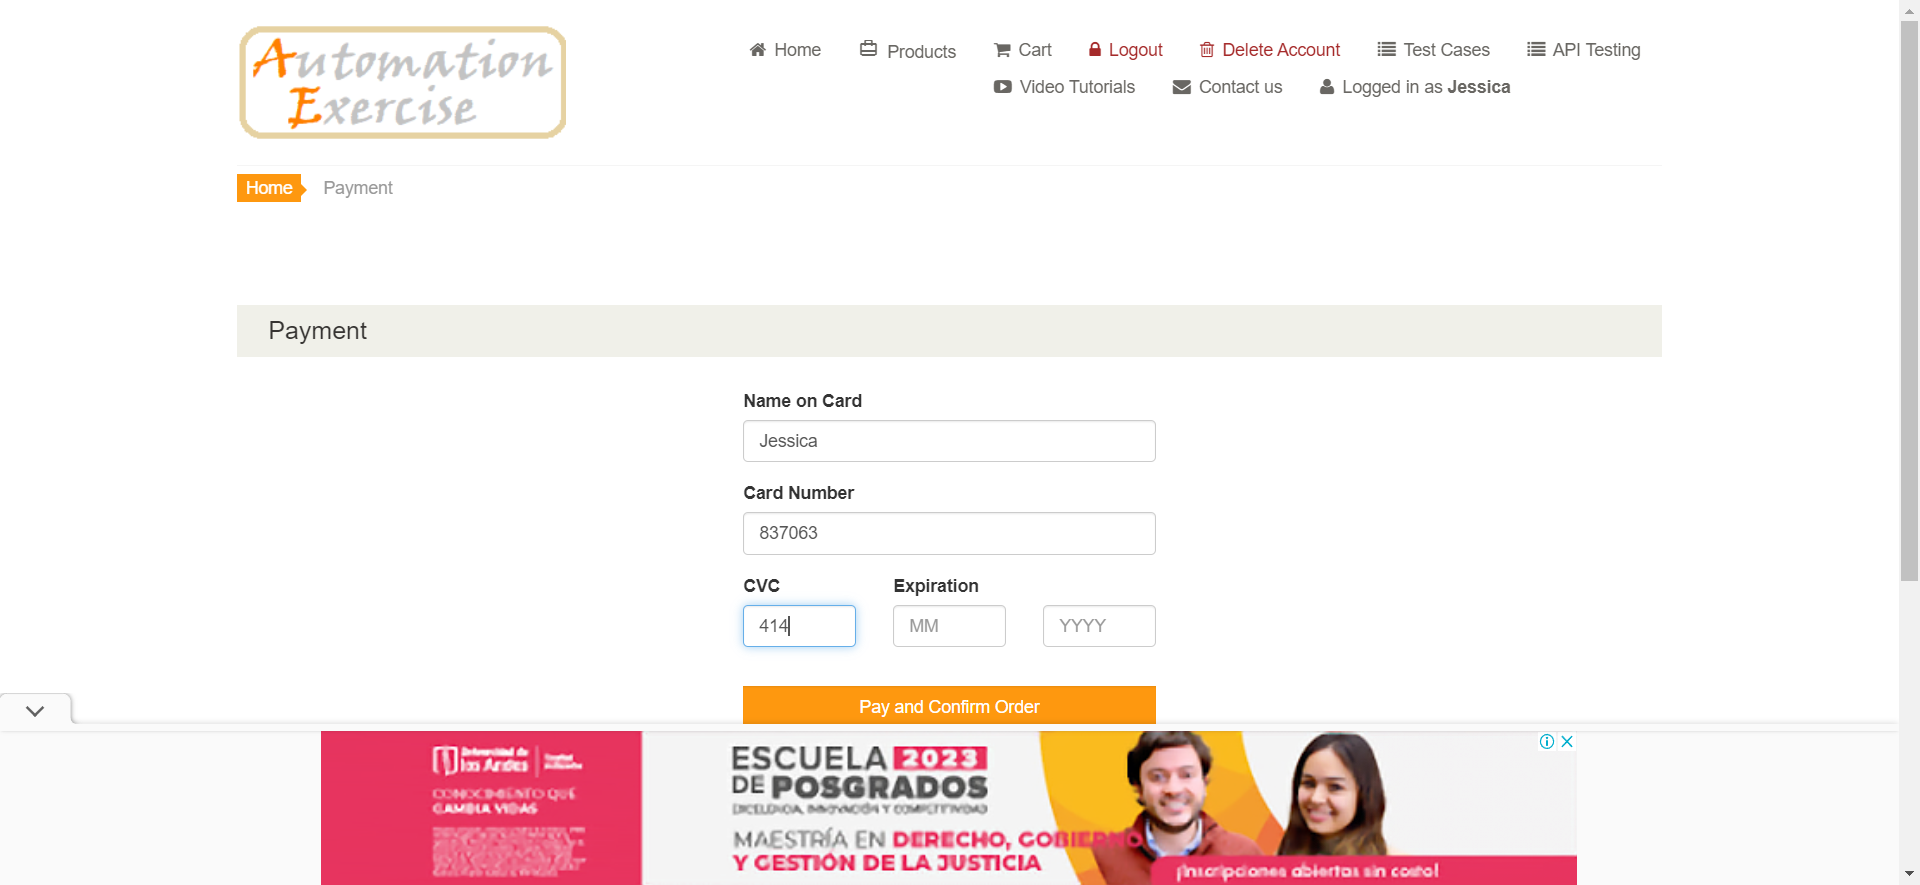 Automation
Exercise
Home
Products
Cart
Logout
Delete Account
Test Cases
API Testing
Video Tutorials
Contact us
Logged in as Jessica
Home
Payment
Payment
Name on Card
Jessica
Card Number
837063
CVC
Expiration
414
MM
YYYY
Pay and Confirm Order
Universidad de
los Andes
CONOCIMIENTO QUE
CAMBIA VIDAS
ESCUELA 2023
DE POSGRADOS
EXCELENCIA, INNOVACIÓN Y COMPETITIVIDAD
MAESTRÍA EN DERECHO, GOBIERNO
Y GESTIÓN DE LA JUSTICIA
¡Inscripciones abiertas sin costo!